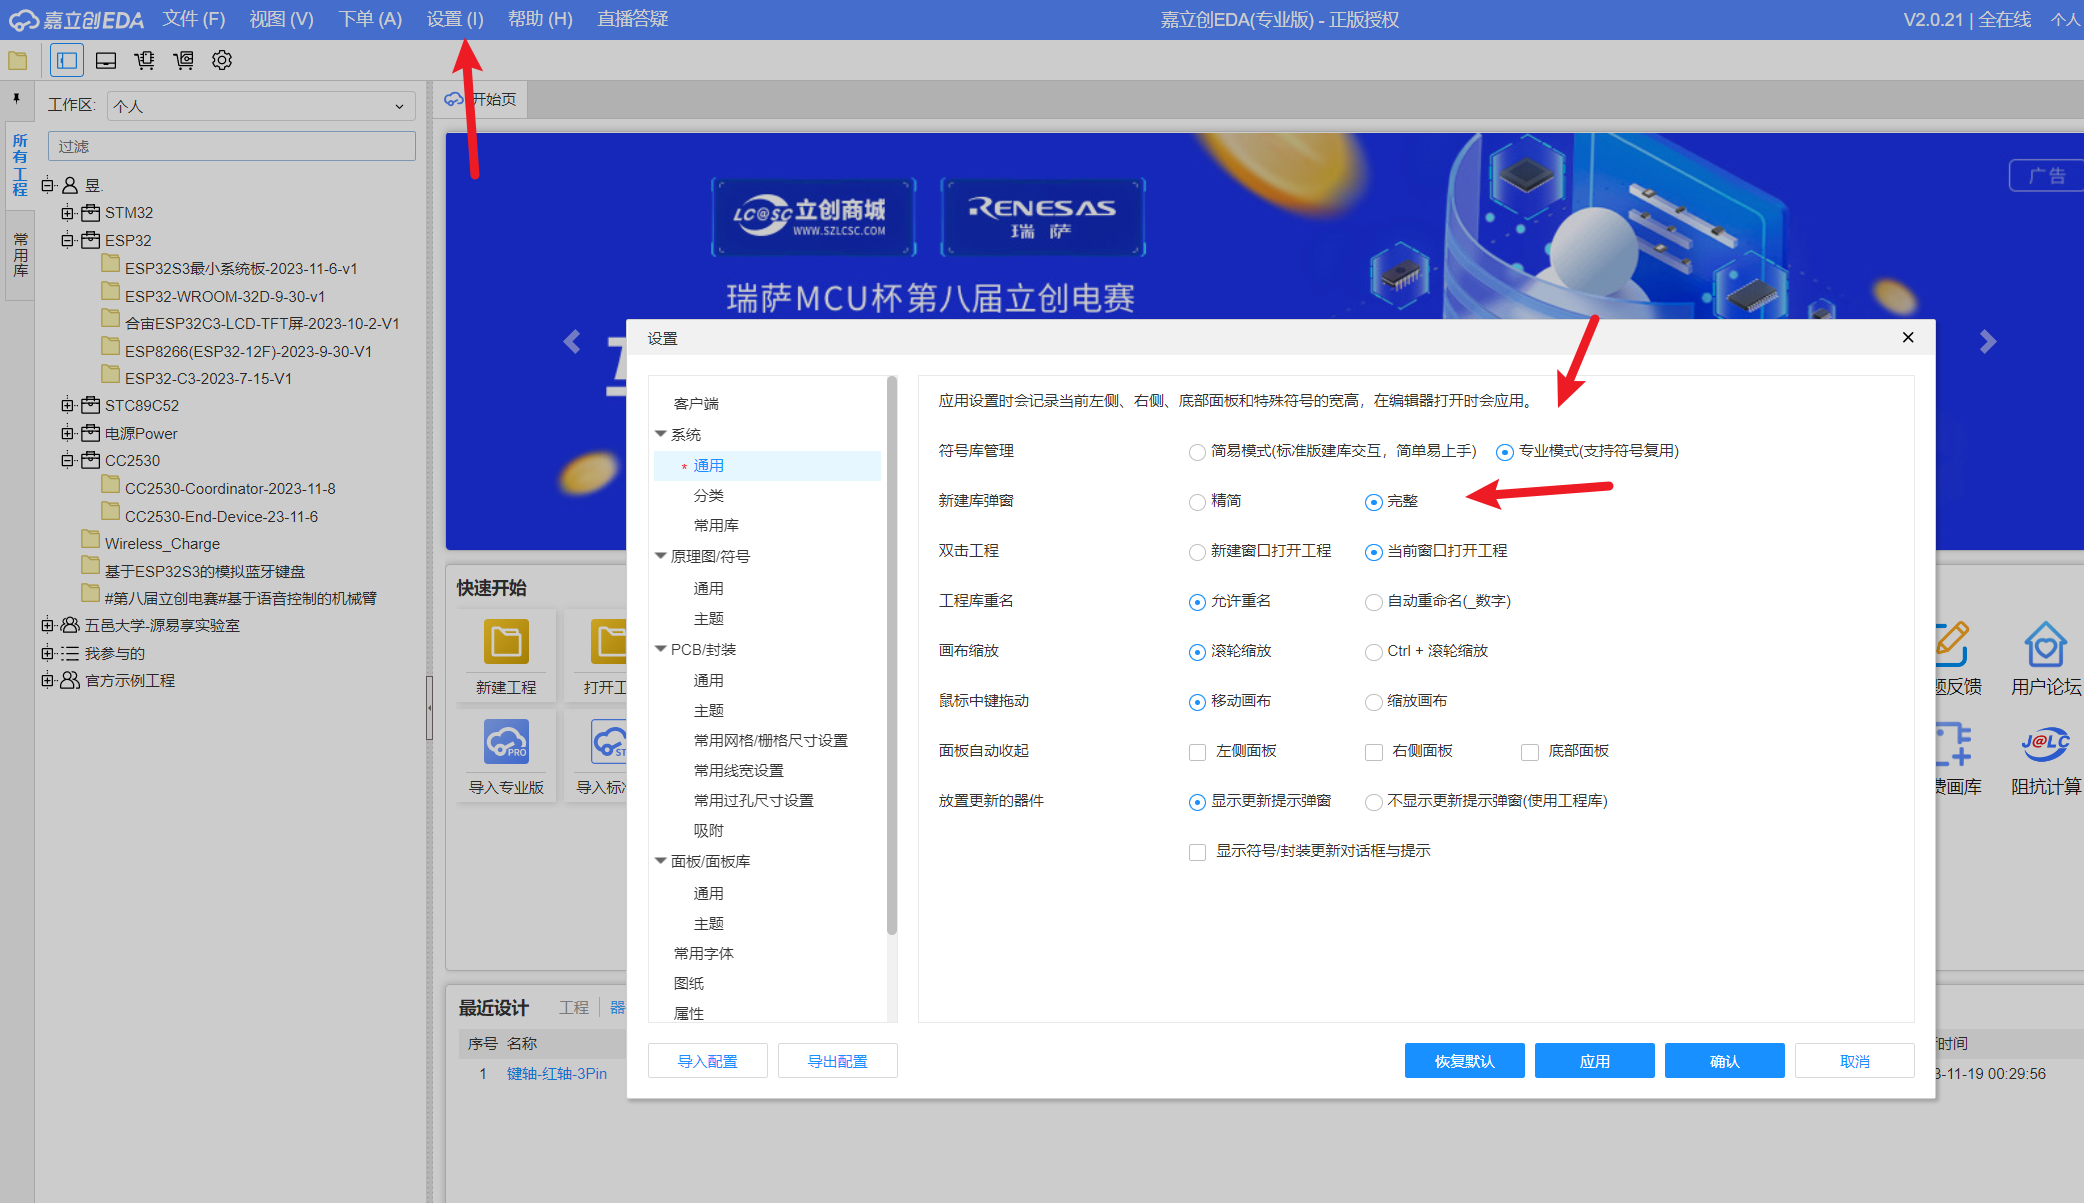 嘉立创EDA 文件 (F) 视图 (V) 下单 (A) 设置 (I) 帮助 (H) 直播答疑 嘉立创EDA(专业版) - 正版授权 V2.0.21 | 全在线 个人
工作区: 个人
开始页
过滤
所有工程
常用库
昱.
STM32
ESP32
ESP32S3最小系统板-2023-11-6-v1
ESP32-WROOM-32D-9-30-v1
合宙ESP32C3-LCD-TFT屏-2023-10-2-V1
ESP8266(ESP32-12F)-2023-9-30-V1
ESP32-C3-2023-7-15-V1
STC89C52
电源Power
CC2530
CC2530-Coordinator-2023-11-8
CC2530-End-Device-23-11-6
Wireless_Charge
基于ESP32S3的模拟蓝牙键盘
#第八届立创电赛#基于语音控制的机械臂
五邑大学-源易享实验室
我参与的
官方示例工程
广告
LC@SC 立创商城
WWW.SZLCSC.COM
RENESAS
瑞萨
瑞萨MCU杯第八届立创电赛
快速开始
新建工程
打开工
PRO
导入专业版
ST
导入标
题反馈
用户论坛
费画库
J@LC
阻抗计算
最近设计 工程 器
序号 名称
时间
1 键轴-红轴-3Pin
3-11-19 00:29:56
设置
客户端
系统
* 通用
分类
常用库
原理图/符号
通用
主题
PCB/封装
通用
主题
常用网格/栅格尺寸设置
常用线宽设置
常用过孔尺寸设置
吸附
面板/面板库
通用
主题
常用字体
图纸
属性
应用设置时会记录当前左侧、右侧、底部面板和特殊符号的宽高，在编辑器打开时会应用。
符号库管理 简易模式(标准版建库交互，简单易上手) 专业模式(支持符号复用)
新建库弹窗 精简 完整
双击工程 新建窗口打开工程 当前窗口打开工程
工程库重名 允许重名 自动重命名(_数字)
画布缩放 滚轮缩放 Ctrl + 滚轮缩放
鼠标中键拖动 移动画布 缩放画布
面板自动收起 左侧面板 右侧面板 底部面板
放置更新的器件 显示更新提示弹窗 不显示更新提示弹窗(使用工程库)
显示符号/封装更新对话框与提示
导入配置 导出配置 恢复默认 应用 确认 取消